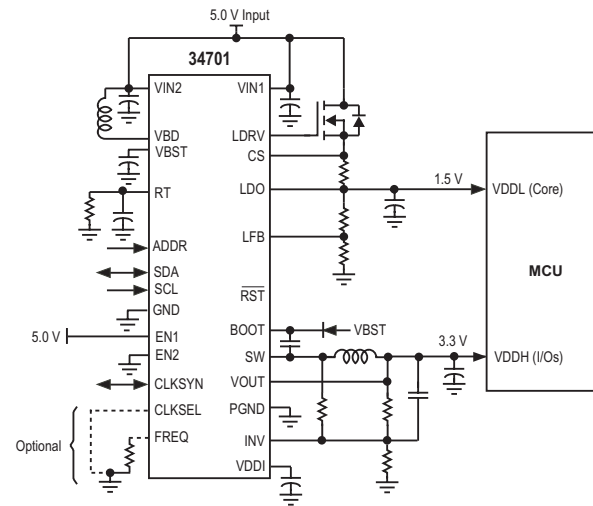 5.0 V Input
34701
VIN2
VIN1
VBD
LDRV
VBST
CS
RT
LDO
1.5 V
VDDL (Core)
ADDR
LFB
SDA
MCU
SCL
RST
GND
BOOT
VBST
5.0 V
EN1
3.3 V
EN2
SW
VDDH (I/Os)
CLKSYN
VOUT
CLKSEL
PGND
Optional
FREQ
INV
VDDI